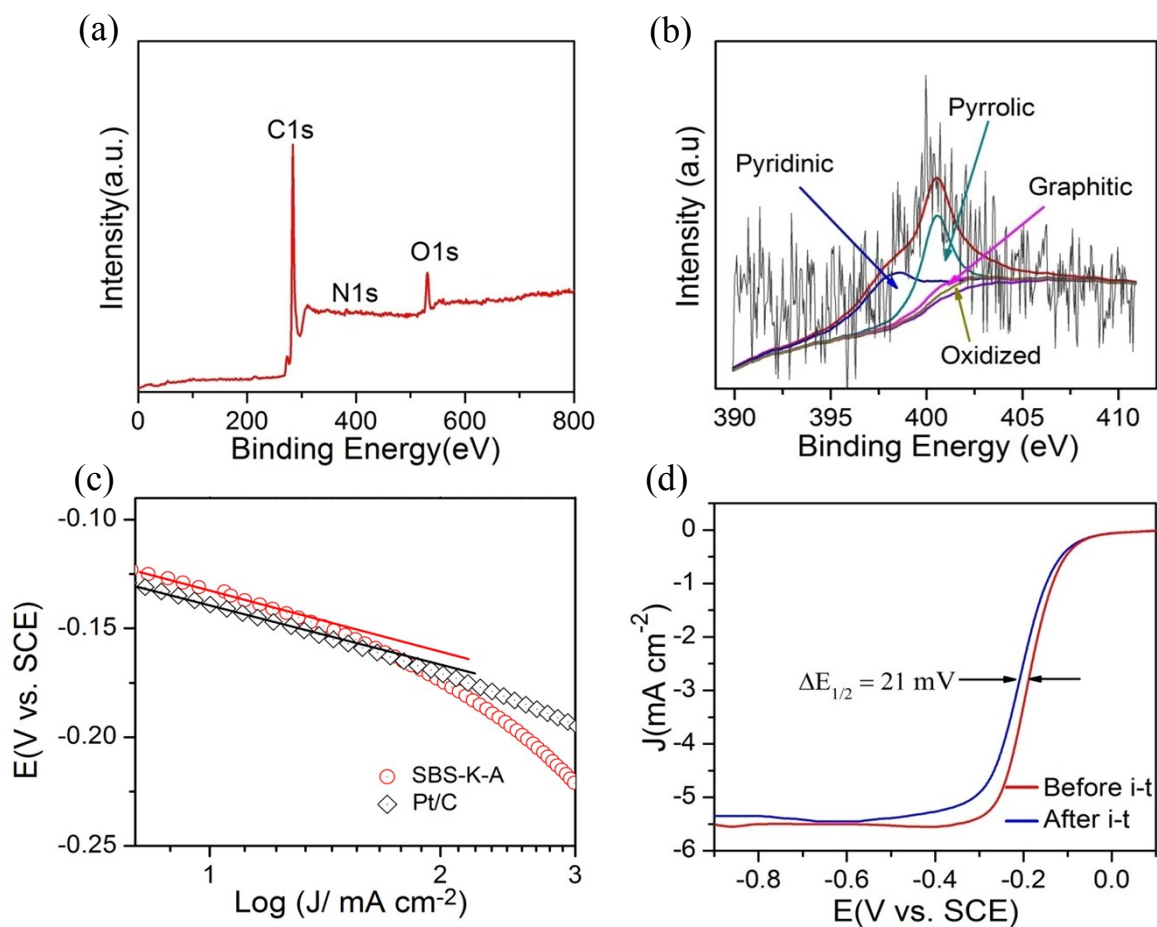 (a)
Intensity(a.u.)
C1s
N1s
O1s
0
200
400
600
800
Binding Energy(eV)
(b)
Intensity (a.u)
Pyridinic
Pyrrolic
Graphitic
Oxidized
390
395
400
405
410
Binding Energy (eV)
(c)
E(V vs. SCE)
-0.10
-0.15
-0.20
-0.25
SBS-K-A
Pt/C
1
2
3
Log (J/ mA cm-2)
(d)
J(mA cm-2)
0
-1
-2
-3
-4
-5
-6
ΔE1/2 = 21 mV
Before i-t
After i-t
-0.8
-0.6
-0.4
-0.2
0.0
E(V vs. SCE)